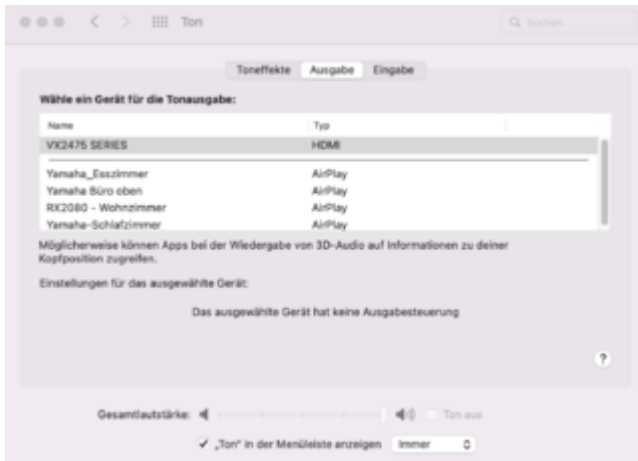 Ton
Suchen
Toneffekte Ausgabe Eingabe
Wähle ein Gerät für die Tonausgabe:
Name Typ
VX2475 SERIES HDMI
Yamaha_Esszimmer AirPlay
Yamaha Büro oben AirPlay
RX2080 - Wohnzimmer AirPlay
Yamaha-Schlafzimmer AirPlay
Möglicherweise können Apps bei der Wiedergabe von 3D-Audio auf Informationen zu deiner
Kopfposition zugreifen.
Einstellungen für das ausgewählte Gerät:
Das ausgewählte Gerät hat keine Ausgabesteuerung
?
Gesamtlautstärke: Ton aus
„Ton“ in der Menüleiste anzeigen Immer